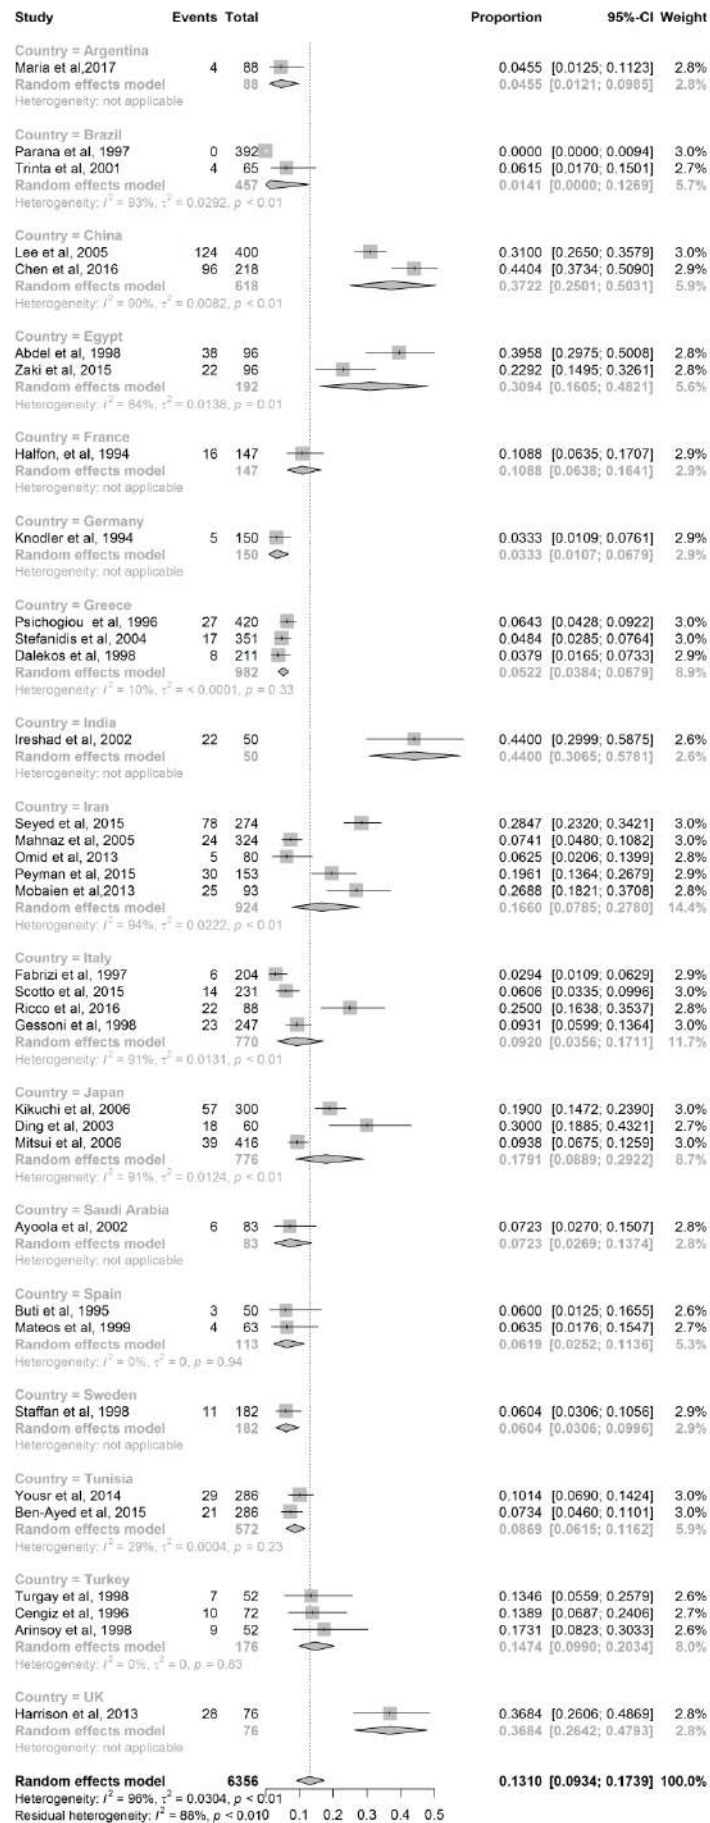 Study Events Total Proportion 95%-CI Weight
Country = Argentina
Maria et al,2017 4 88 0.0455 [0.0125; 0.1123] 2.8%
Random effects model 88 0.0455 [0.0121; 0.0985] 2.8%
Heterogeneity: not applicable
Country = Brazil
Parana et al, 1997 0 392 0.0000 [0.0000; 0.0094] 3.0%
Trinta et al, 2001 4 65 0.0615 [0.0170; 0.1501] 2.7%
Random effects model 457 0.0141 [0.0000; 0.1269] 5.7%
Heterogeneity: I² = 93%, τ² = 0.0292, p < 0.01
Country = China
Lee et al, 2005 124 400 0.3100 [0.2650; 0.3579] 3.0%
Chen et al, 2016 96 218 0.4404 [0.3734; 0.5090] 2.9%
Random effects model 618 0.3722 [0.2501; 0.5031] 5.9%
Heterogeneity: I² = 90%, τ² = 0.0082, p < 0.01
Country = Egypt
Abdel et al, 1998 38 96 0.3958 [0.2975; 0.5008] 2.8%
Zaki et al, 2015 22 96 0.2292 [0.1495; 0.3261] 2.8%
Random effects model 192 0.3094 [0.1605; 0.4821] 5.6%
Heterogeneity: I² = 84%, τ² = 0.0138, p = 0.01
Country = France
Halfon, et al, 1994 16 147 0.1088 [0.0635; 0.1707] 2.9%
Random effects model 147 0.1088 [0.0638; 0.1641] 2.9%
Heterogeneity: not applicable
Country = Germany
Knodler et al, 1994 5 150 0.0333 [0.0109; 0.0761] 2.9%
Random effects model 150 0.0333 [0.0107; 0.0679] 2.9%
Heterogeneity: not applicable
Country = Greece
Psichogiou et al, 1996 27 420 0.0643 [0.0428; 0.0922] 3.0%
Stefanidis et al, 2004 17 351 0.0484 [0.0285; 0.0764] 3.0%
Dalekos et al, 1998 8 211 0.0379 [0.0165; 0.0733] 2.9%
Random effects model 982 0.0522 [0.0384; 0.0679] 8.9%
Heterogeneity: I² = 10%, τ² = < 0.0001, p = 0.33
Country = India
Ireshad et al, 2002 22 50 0.4400 [0.2999; 0.5875] 2.6%
Random effects model 50 0.4400 [0.3065; 0.5781] 2.6%
Heterogeneity: not applicable
Country = Iran
Seyed et al, 2015 78 274 0.2847 [0.2320; 0.3421] 3.0%
Mahnaz et al, 2005 24 324 0.0741 [0.0480; 0.1082] 3.0%
Omid et al, 2013 5 80 0.0625 [0.0206; 0.1399] 2.8%
Peyman et al, 2015 30 153 0.1961 [0.1364; 0.2679] 2.9%
Mobaien et al,2013 25 93 0.2688 [0.1821; 0.3708] 2.8%
Random effects model 924 0.1660 [0.0785; 0.2780] 14.4%
Heterogeneity: I² = 94%, τ² = 0.0222, p < 0.01
Country = Italy
Fabrizi et al, 1997 6 204 0.0294 [0.0109; 0.0629] 2.9%
Scotto et al, 2015 14 231 0.0606 [0.0335; 0.0996] 3.0%
Ricco et al, 2016 22 88 0.2500 [0.1638; 0.3537] 2.8%
Gessoni et al, 1998 23 247 0.0931 [0.0599; 0.1364] 3.0%
Random effects model 770 0.0920 [0.0356; 0.1711] 11.7%
Heterogeneity: I² = 91%, τ² = 0.0131, p < 0.01
Country = Japan
Kikuchi et al, 2006 57 300 0.1900 [0.1472; 0.2390] 3.0%
Ding et al, 2003 18 60 0.3000 [0.1885; 0.4321] 2.7%
Mitsui et al, 2006 39 416 0.0938 [0.0675; 0.1259] 3.0%
Random effects model 776 0.1791 [0.0889; 0.2922] 8.7%
Heterogeneity: I² = 91%, τ² = 0.0124, p < 0.01
Country = Saudi Arabia
Ayoola et al, 2002 6 83 0.0723 [0.0270; 0.1507] 2.8%
Random effects model 83 0.0723 [0.0269; 0.1374] 2.8%
Heterogeneity: not applicable
Country = Spain
Buti et al, 1995 3 50 0.0600 [0.0125; 0.1655] 2.6%
Mateos et al, 1999 4 63 0.0635 [0.0176; 0.1547] 2.7%
Random effects model 113 0.0619 [0.0252; 0.1136] 5.3%
Heterogeneity: I² = 0%, τ² = 0, p = 0.94
Country = Sweden
Staffan et al, 1998 11 182 0.0604 [0.0306; 0.1056] 2.9%
Random effects model 182 0.0604 [0.0306; 0.0996] 2.9%
Heterogeneity: not applicable
Country = Tunisia
Yousr et al, 2014 29 286 0.1014 [0.0690; 0.1424] 3.0%
Ben-Ayed et al, 2015 21 286 0.0734 [0.0460; 0.1101] 3.0%
Random effects model 572 0.0869 [0.0615; 0.1162] 5.9%
Heterogeneity: I² = 29%, τ² = 0.0004, p = 0.23
Country = Turkey
Turgay et al, 1998 7 52 0.1346 [0.0559; 0.2579] 2.6%
Cengiz et al, 1996 10 72 0.1389 [0.0687; 0.2406] 2.7%
Arinsoy et al, 1998 9 52 0.1731 [0.0823; 0.3033] 2.6%
Random effects model 176 0.1474 [0.0990; 0.2034] 8.0%
Heterogeneity: I² = 0%, τ² = 0, p = 0.83
Country = UK
Harrison et al, 2013 28 76 0.3684 [0.2606; 0.4869] 2.8%
Random effects model 76 0.3684 [0.2642; 0.4793] 2.8%
Heterogeneity: not applicable
Random effects model 6356 0.1310 [0.0934; 0.1739] 100.0%
Heterogeneity: I² = 96%, τ² = 0.0304, p < 0.01
Residual heterogeneity: I² = 88%, p < 0.01 0 0.1 0.2 0.3 0.4 0.5